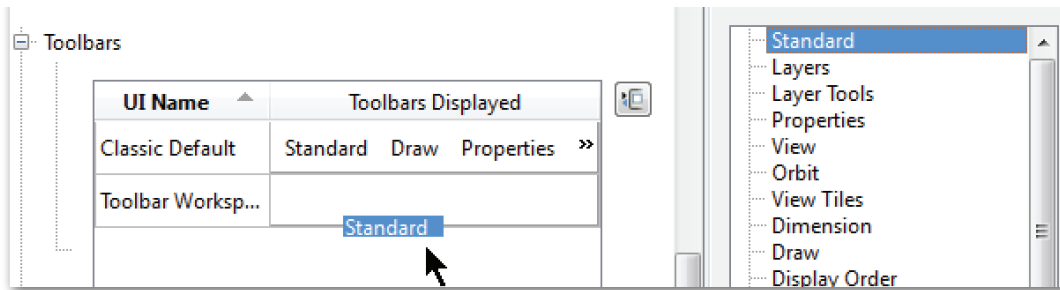 Toolbars
UI Name Toolbars Displayed
Classic Default Standard Draw Properties »
Toolbar Worksp...
Standard
Standard
Layers
Layer Tools
Properties
View
Orbit
View Tiles
Dimension
Draw
Display Order